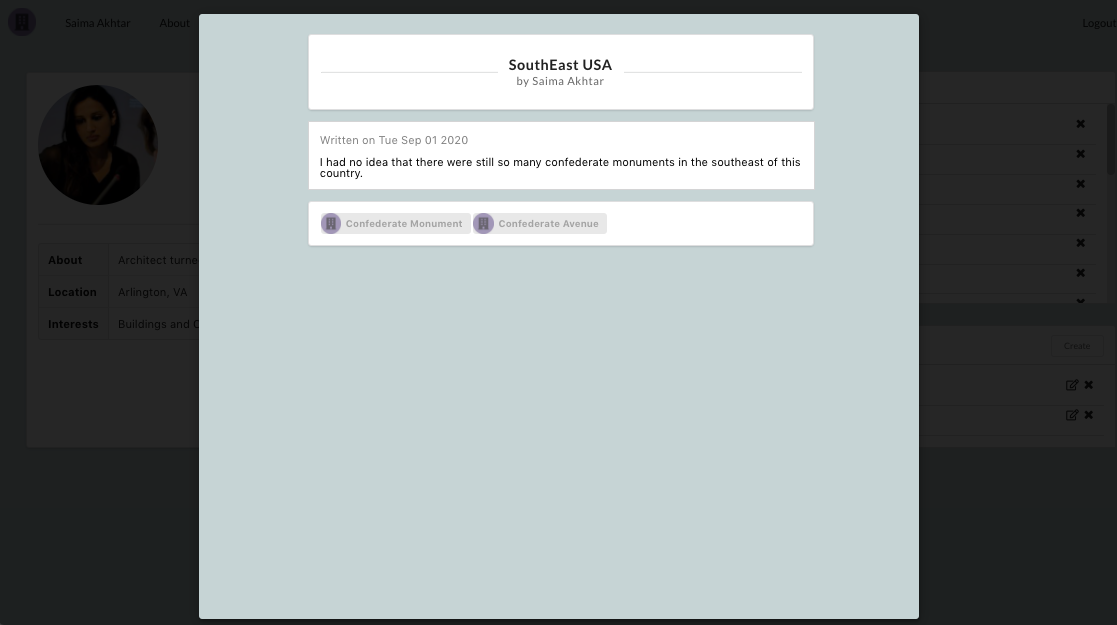 Saima Akhtar
About
Logout
SouthEast USA
by Saima Akhtar
Written on Tue Sep 01 2020
I had no idea that there were still so many confederate monuments in the southeast of this
country.
Confederate Monument
Confederate Avenue
About
Architect turne
Location
Arlington, VA
Interests
Buildings and
Create